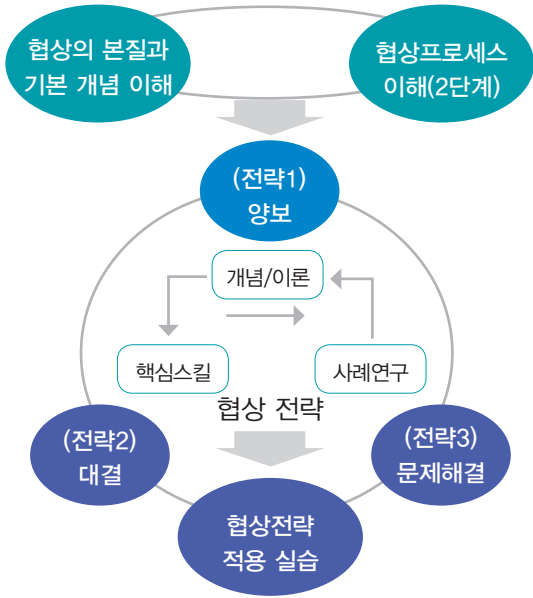 협상의 본질과
기본 개념 이해
협상프로세스
이해(2단계)
(전략1)
양보
개념/이론
핵심스킬
사례연구
협상 전략
(전략2)
대결
(전략3)
문제해결
협상전략
적용 실습